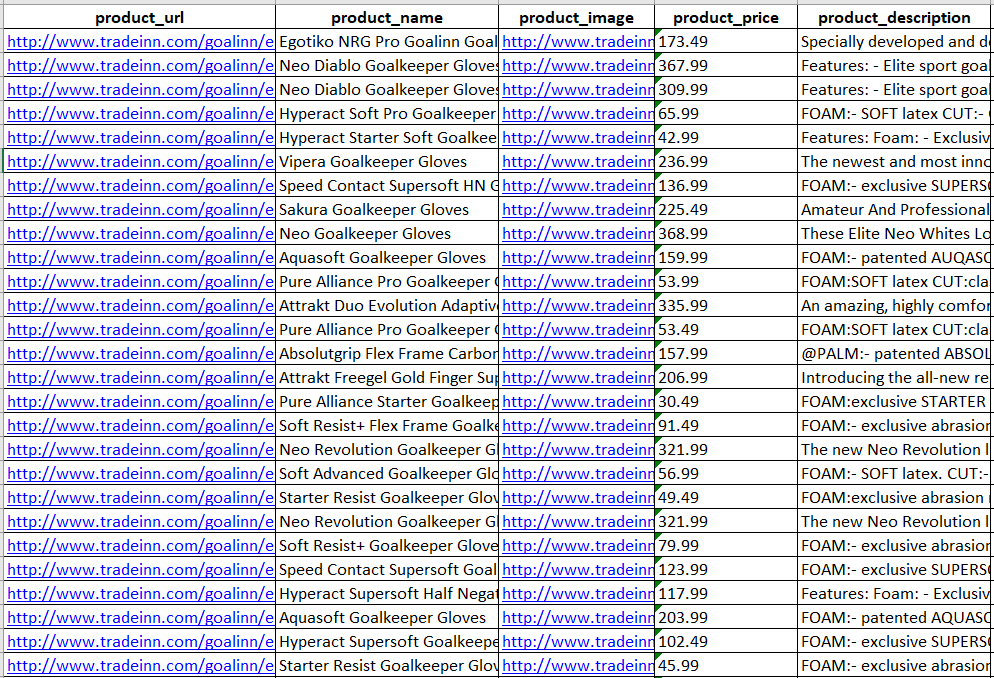 product_url product_name product_image product_price product_description
http://www.tradeinn.com/goalinn/e Egotiko NRG Pro Goalinn Goal http://www.tradeinn 173.49 Specially developed and de
http://www.tradeinn.com/goalinn/e Neo Diablo Goalkeeper Gloves http://www.tradeinn 367.99 Features: - Elite sport goal
http://www.tradeinn.com/goalinn/e Neo Diablo Goalkeeper Gloves http://www.tradeinn 309.99 Features: - Elite sport goal
http://www.tradeinn.com/goalinn/e Hyperact Soft Pro Goalkeeper http://www.tradeinn 65.99 FOAM:- SOFT latex CUT:-
http://www.tradeinn.com/goalinn/e Hyperact Starter Soft Goalkee http://www.tradeinn 42.99 Features: Foam: - Exclusiv
http://www.tradeinn.com/goalinn/e Vipera Goalkeeper Gloves http://www.tradeinn 236.99 The newest and most inno
http://www.tradeinn.com/goalinn/e Speed Contact Supersoft HN G http://www.tradeinn 136.99 FOAM:- exclusive SUPERSO
http://www.tradeinn.com/goalinn/e Sakura Goalkeeper Gloves http://www.tradeinn 225.49 Amateur And Professional
http://www.tradeinn.com/goalinn/e Neo Goalkeeper Gloves http://www.tradeinn 368.99 These Elite Neo Whites Lo
http://www.tradeinn.com/goalinn/e Aquasoft Goalkeeper Gloves http://www.tradeinn 159.99 FOAM:- patented AUQASO
http://www.tradeinn.com/goalinn/e Pure Alliance Pro Goalkeeper G http://www.tradeinn 53.99 FOAM:SOFT latex CUT:cla
http://www.tradeinn.com/goalinn/e Attrakt Duo Evolution Adaptive http://www.tradeinn 335.99 An amazing, highly comfor
http://www.tradeinn.com/goalinn/e Pure Alliance Pro Goalkeeper G http://www.tradeinn 53.49 FOAM:SOFT latex CUT:cla
http://www.tradeinn.com/goalinn/e Absolutgrip Flex Frame Carbon http://www.tradeinn 157.99 @PALM:- patented ABSOL
http://www.tradeinn.com/goalinn/e Attrakt Freegel Gold Finger Sup http://www.tradeinn 206.99 Introducing the all-new re
http://www.tradeinn.com/goalinn/e Pure Alliance Starter Goalkeep http://www.tradeinn 30.49 FOAM:exclusive STARTER
http://www.tradeinn.com/goalinn/e Soft Resist+ Flex Frame Goalke http://www.tradeinn 91.49 FOAM:- exclusive abrasion
http://www.tradeinn.com/goalinn/e Neo Revolution Goalkeeper Gl http://www.tradeinn 321.99 The new Neo Revolution l
http://www.tradeinn.com/goalinn/e Soft Advanced Goalkeeper Glo http://www.tradeinn 56.99 FOAM:- SOFT latex. CUT:-
http://www.tradeinn.com/goalinn/e Starter Resist Goalkeeper Glov http://www.tradeinn 49.49 FOAM:exclusive abrasion
http://www.tradeinn.com/goalinn/e Neo Revolution Goalkeeper Gl http://www.tradeinn 321.99 The new Neo Revolution l
http://www.tradeinn.com/goalinn/e Soft Resist+ Goalkeeper Glove http://www.tradeinn 79.99 FOAM:- exclusive abrasion
http://www.tradeinn.com/goalinn/e Speed Contact Supersoft Goal http://www.tradeinn 123.99 FOAM:- exclusive SUPERSO
http://www.tradeinn.com/goalinn/e Hyperact Supersoft Half Negat http://www.tradeinn 117.99 Features: Foam: - Exclusiv
http://www.tradeinn.com/goalinn/e Aquasoft Goalkeeper Gloves http://www.tradeinn 203.99 FOAM:- patented AQUASO
http://www.tradeinn.com/goalinn/e Hyperact Supersoft Goalkeepe http://www.tradeinn 102.49 FOAM:- exclusive SUPERSO
http://www.tradeinn.com/goalinn/e Starter Resist Goalkeeper Glov http://www.tradeinn 45.99 FOAM:- exclusive abrasion